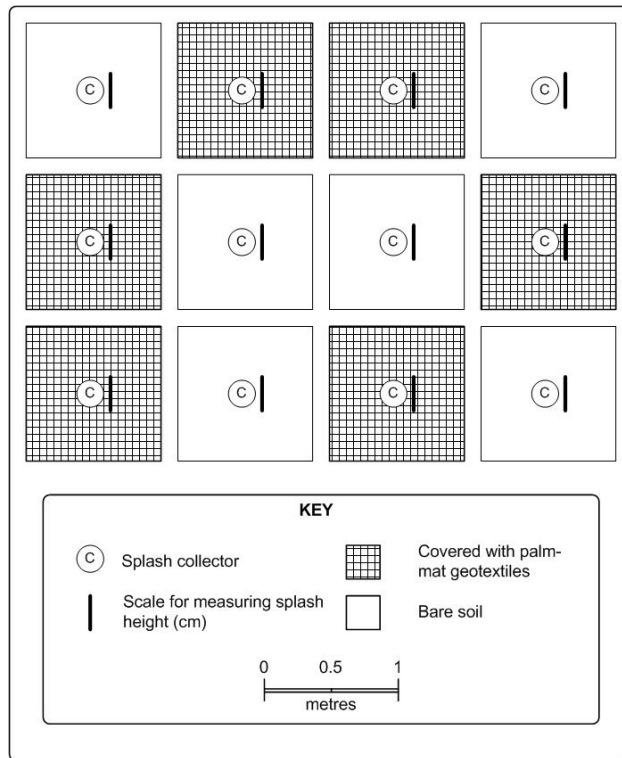 C C C C
C C C C
C C C C
KEY
C Splash collector
Covered with palm-
mat geotextiles
Scale for measuring splash
height (cm)
Bare soil
0 0.5 1
metres